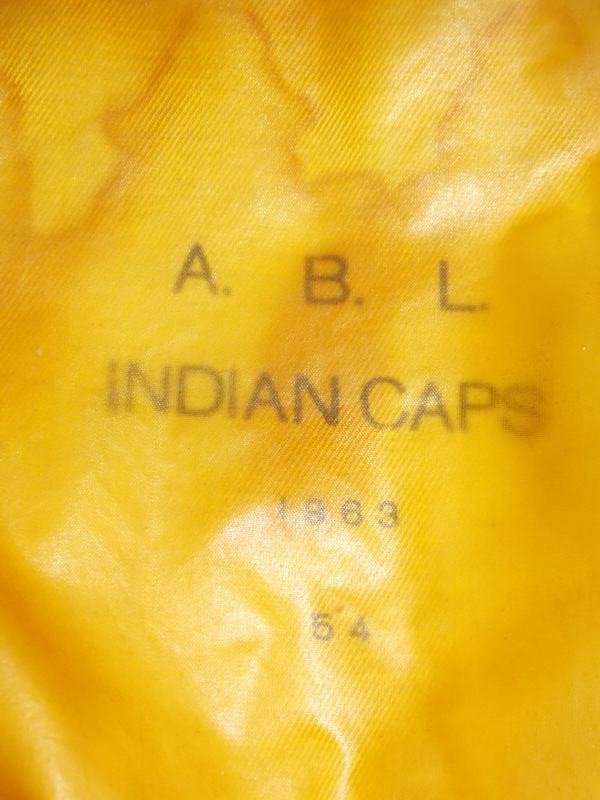 A. B. L.
INDIAN CAPS
1963
54